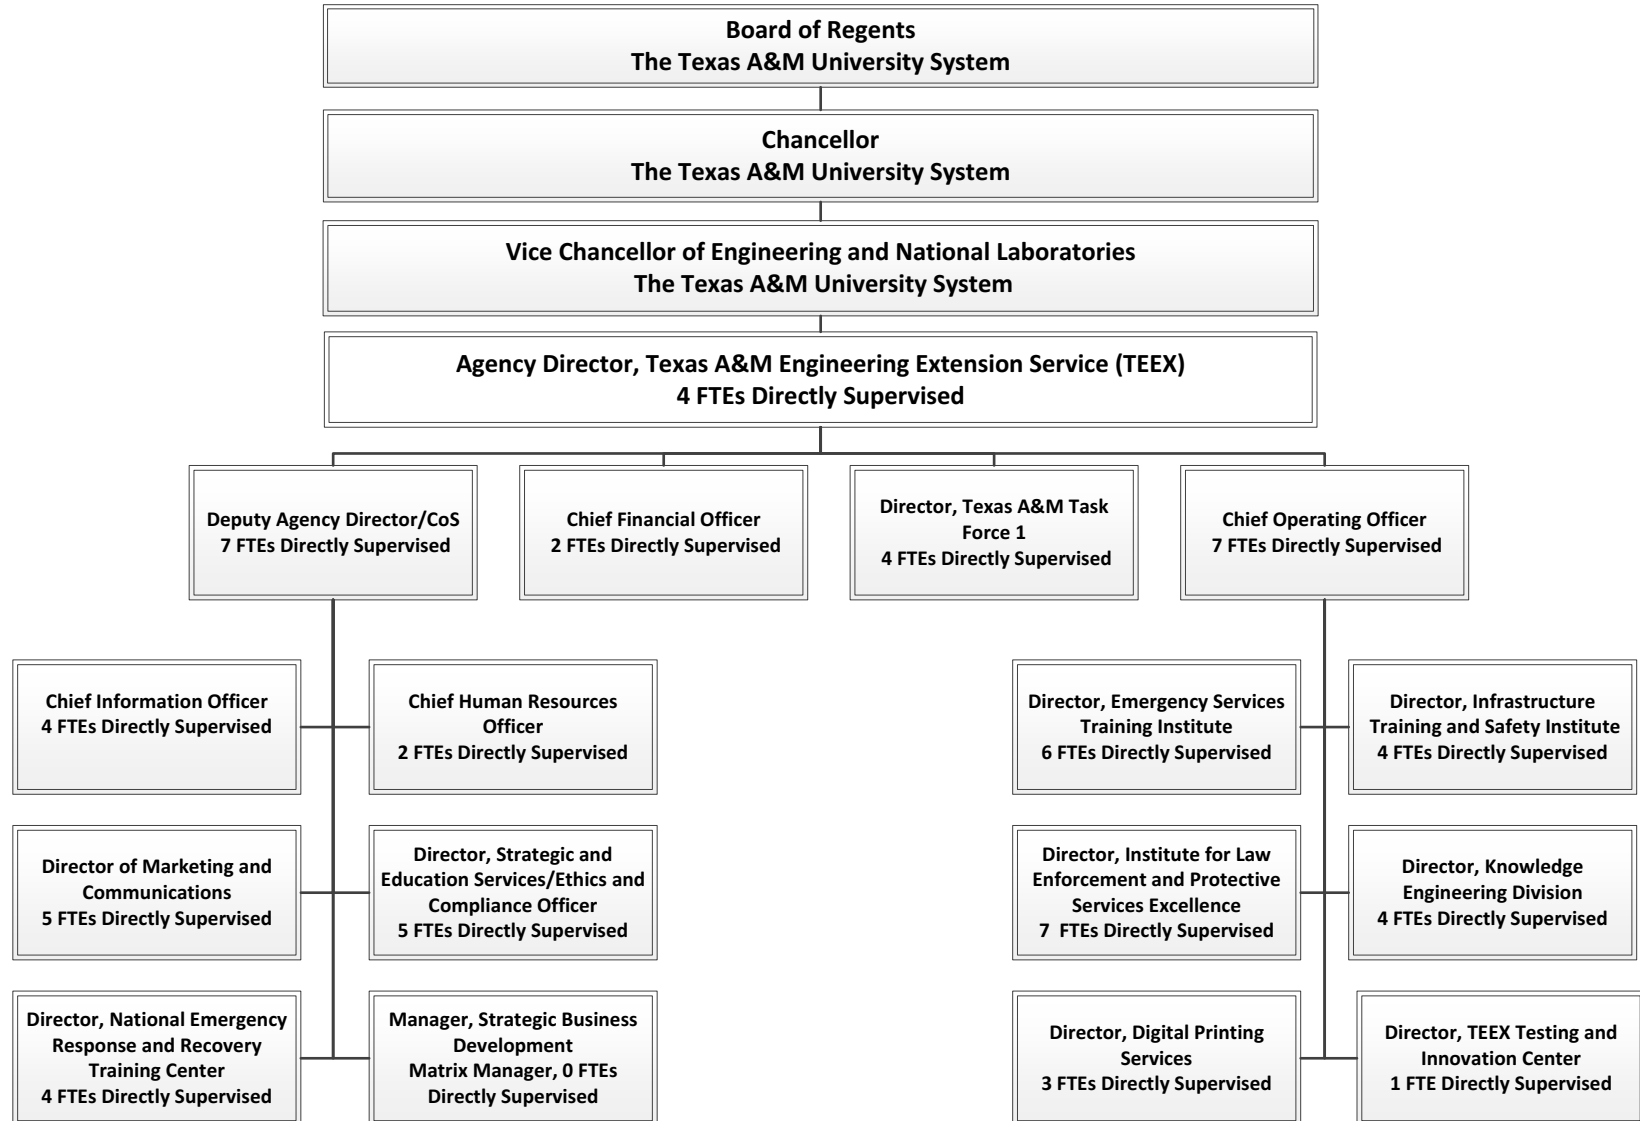 Board of Regents
The Texas A&M University System
Chancellor
The Texas A&M University System
Vice Chancellor of Engineering and National Laboratories
The Texas A&M University System
Agency Director, Texas A&M Engineering Extension Service (TEEX)
4 FTEs Directly Supervised
Deputy Agency Director/CoS
7 FTEs Directly Supervised
Chief Financial Officer
2 FTEs Directly Supervised
Director, Texas A&M Task
Force 1
4 FTEs Directly Supervised
Chief Operating Officer
7 FTEs Directly Supervised
Chief Information Officer
4 FTEs Directly Supervised
Chief Human Resources
Officer
2 FTEs Directly Supervised
Director, Emergency Services
Training Institute
6 FTEs Directly Supervised
Director, Infrastructure
Training and Safety Institute
4 FTEs Directly Supervised
Director of Marketing and
Communications
5 FTEs Directly Supervised
Director, Strategic and
Education Services/Ethics and
Compliance Officer
5 FTEs Directly Supervised
Director, Institute for Law
Enforcement and Protective
Services Excellence
7  FTEs Directly Supervised
Director, Knowledge
Engineering Division
4 FTEs Directly Supervised
Director, National Emergency
Response and Recovery
Training Center
4 FTEs Directly Supervised
Manager, Strategic Business
Development
Matrix Manager, 0 FTEs
Directly Supervised
Director, Digital Printing
Services
3 FTEs Directly Supervised
Director, TEEX Testing and
Innovation Center
1 FTE Directly Supervised